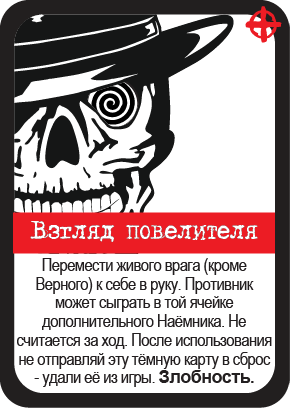 Взгляд повелителя
Перемести живого врага (кроме
Верного) к себе в руку. Противник
может сыграть в той ячейке
дополнительного Наёмника. Не
считается за ход. После использования
не отправляй эту тёмную карту в сброс
- удали её из игры. Злобность.